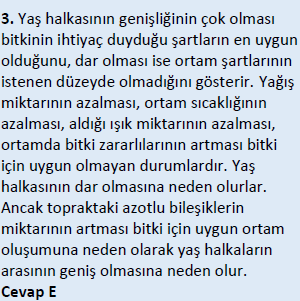 3. Yaş halkasının genişliğinin çok olması
bitkinin ihtiyaç duyduğu şartların en uygun
olduğunu, dar olması ise ortam şartlarının
istenen düzeyde olmadığını gösterir. Yağış
miktarının azalması, ortam sıcaklığının
azalması, aldığı ışık miktarının azalması,
ortamda bitki zararlılarının artması bitki
için uygun olmayan durumlardır. Yaş
halkasının dar olmasına neden olurlar.
Ancak topraktaki azotlu bileşiklerin
miktarının artması bitki için uygun ortam
oluşumuna neden olarak yaş halkaların
arasının geniş olmasına neden olur.
Cevap E